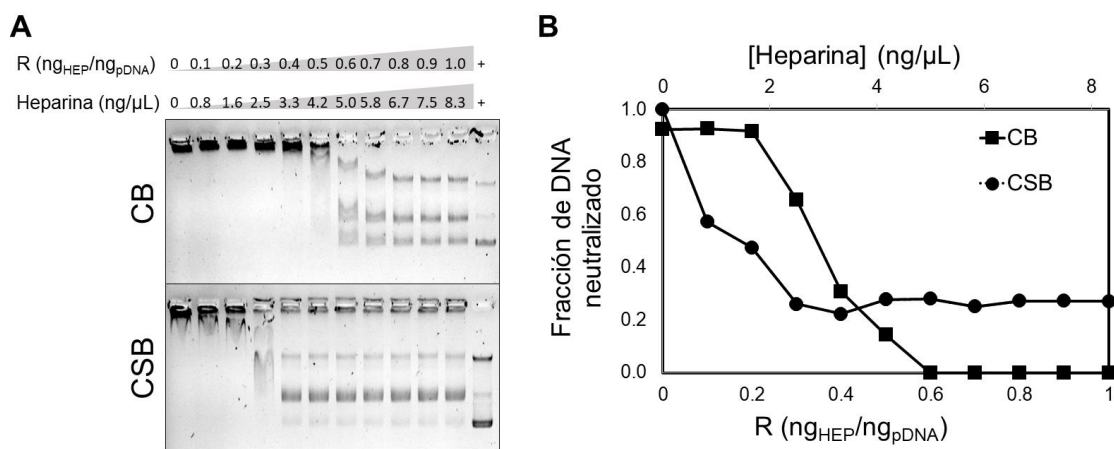 A
R (ngHEP/ngpDNA) 0 0.1 0.2 0.3 0.4 0.5 0.6 0.7 0.8 0.9 1.0 +
Heparina (ng/µL) 0 0.8 1.6 2.5 3.3 4.2 5.0 5.8 6.7 7.5 8.3 +
CB
CSB
B
[Heparina] (ng/µL)
0 2 4 6 8
1.0
0.8
0.6
0.4
0.2
0.0
Fracción de DNA
neutralizado
CB
CSB
0 0.2 0.4 0.6 0.8 1
R (ngHEP/ngpDNA)